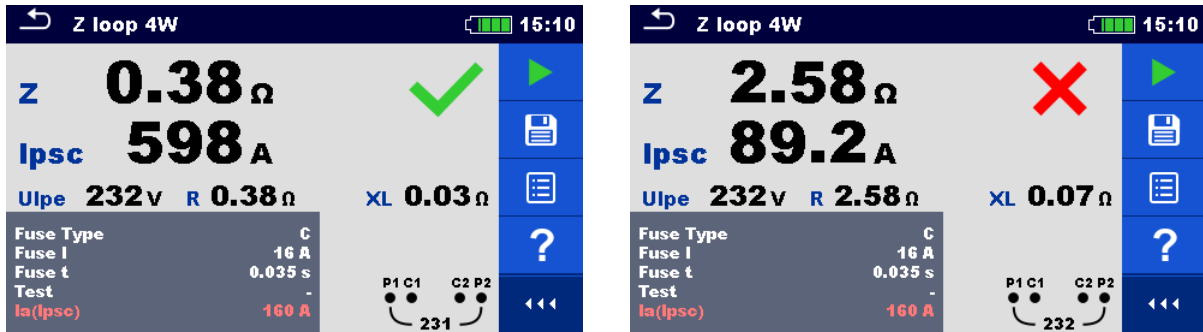 Z loop 4W 15:10
Z 0.38 Ω
Ipsc 598 A
Ulpe 232 V R 0.38 Ω XL 0.03 Ω
Fuse Type C
Fuse I 16 A
Fuse t 0.035 s
Test -
Ia(Ipsc) 160 A
P1 C1 C2 P2
231
?
Z loop 4W 15:10
Z 2.58 Ω
Ipsc 89.2 A
Ulpe 232 V R 2.58 Ω XL 0.07 Ω
Fuse Type C
Fuse I 16 A
Fuse t 0.035 s
Test -
Ia(Ipsc) 160 A
P1 C1 C2 P2
232
?